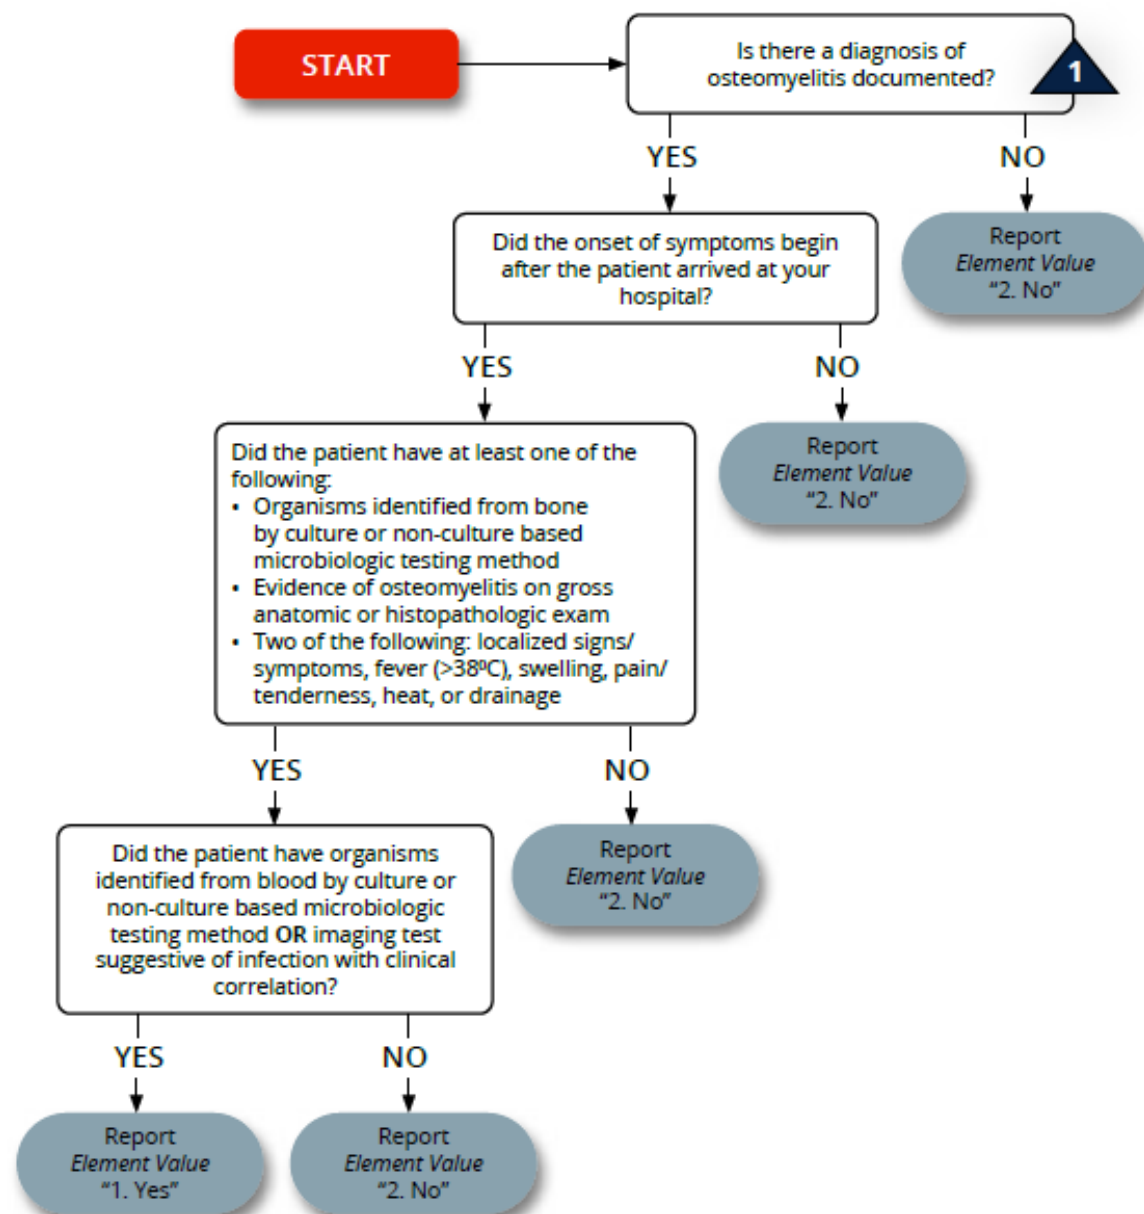 START
Is there a diagnosis of
osteomyelitis documented?
1
YES
NO
Did the onset of symptoms begin
after the patient arrived at your
hospital?
Report
Element Value
“2. No”
YES
NO
Did the patient have at least one of the
following:
• Organisms identified from bone
by culture or non-culture based
microbiologic testing method
• Evidence of osteomyelitis on gross
anatomic or histopathologic exam
• Two of the following: localized signs/
symptoms, fever (>38ºC), swelling, pain/
tenderness, heat, or drainage
Report
Element Value
“2. No”
YES
NO
Did the patient have organisms
identified from blood by culture or
non-culture based microbiologic
testing method OR imaging test
suggestive of infection with clinical
correlation?
Report
Element Value
“2. No”
YES
NO
Report
Element Value
“1. Yes”
Report
Element Value
“2. No”